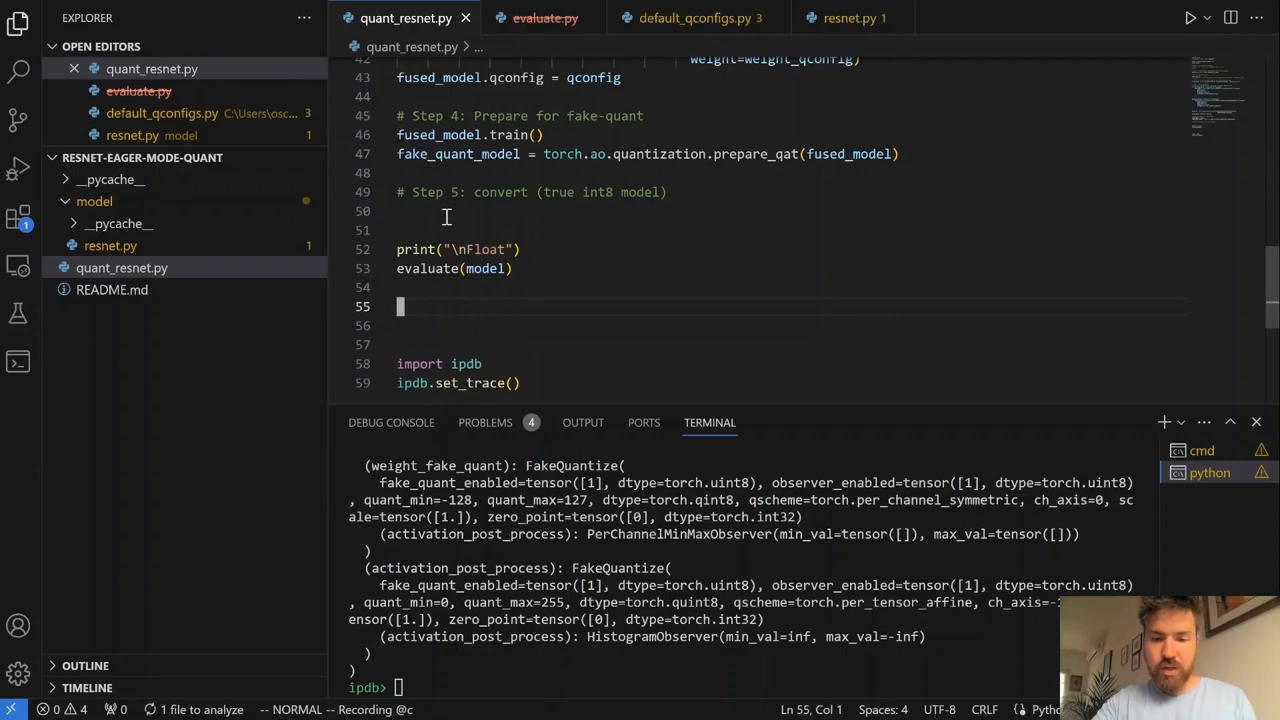 EXPLORER
quant_resnet.py
evaluate.py
default_qconfigs.py 3
resnet.py 1
OPEN EDITORS
quant_resnet.py
evaluate.py
default_qconfigs.py C:\Users\osc... 3
resnet.py model 1
RESNET-EAGER-MODE-QUANT
__pycache__
model
__pycache__
resnet.py 1
quant_resnet.py
README.md
OUTLINE
TIMELINE
quant_resnet.py > ...
42 weight=weight_qconfig)
43 fused_model.qconfig = qconfig
44
45 # Step 4: Prepare for fake-quant
46 fused_model.train()
47 fake_quant_model = torch.ao.quantization.prepare_qat(fused_model)
48
49 # Step 5: convert (true int8 model)
50
51
52 print("\nFloat")
53 evaluate(model)
54
55
56
57
58 import ipdb
59 ipdb.set_trace()
DEBUG CONSOLE PROBLEMS 4 OUTPUT PORTS TERMINAL
(weight_fake_quant): FakeQuantize(
fake_quant_enabled=tensor([1], dtype=torch.uint8), observer_enabled=tensor([1], dtype=torch.uint8)
, quant_min=-128, quant_max=127, dtype=torch.qint8, qscheme=torch.per_channel_symmetric, ch_axis=0, sc
ale=tensor([1.]), zero_point=tensor([0], dtype=torch.int32)
(activation_post_process): PerChannelMinMaxObserver(min_val=tensor([]), max_val=tensor([]))
)
(activation_post_process): FakeQuantize(
fake_quant_enabled=tensor([1], dtype=torch.uint8), observer_enabled=tensor([1], dtype=torch.uint8)
, quant_min=0, quant_max=255, dtype=torch.quint8, qscheme=torch.per_tensor_affine, ch_axis=-
ensor([1.]), zero_point=tensor([0], dtype=torch.int32)
(activation_post_process): HistogramObserver(min_val=inf, max_val=-inf)
)
)
ipdb>
cmd
python
0 4 0 1 file to analyze -- NORMAL -- Recording @c Ln 55, Col 1 Spaces: 4 UTF-8 CRLF
1